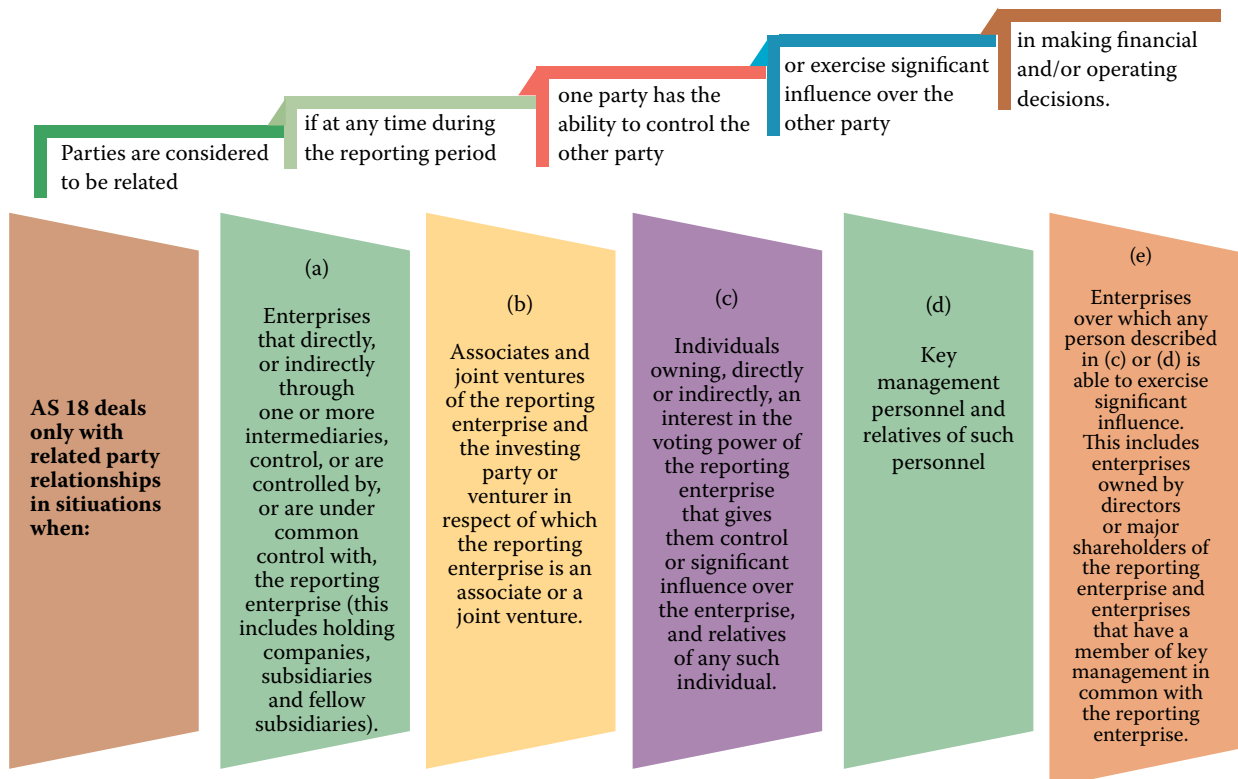 Parties are considered
to be related
if at any time during
the reporting period
one party has the
ability to control the
other party
or exercise significant
influence over the
other party
in making financial
and/or operating
decisions.
AS 18 deals
only with
related party
relationships
in sitiuations
when:
(a)
Enterprises
that directly,
or indirectly
through
one or more
intermediaries,
control, or are
controlled by,
or are under
common
control with,
the reporting
enterprise (this
includes holding
companies,
subsidiaries
and fellow
subsidiaries).
(b)
Associates and
joint ventures
of the reporting
enterprise and
the investing
party or
venturer in
respect of which
the reporting
enterprise is an
associate or a
joint venture.
(c)
Individuals
owning, directly
or indirectly, an
interest in the
voting power of
the reporting
enterprise
that gives
them control
or significant
influence over
the enterprise,
and relatives
of any such
individual.
(d)
Key
management
personnel and
relatives of such
personnel
(e)
Enterprises
over which any
person described
in (c) or (d) is
able to exercise
significant
influence.
This includes
enterprises
owned by
directors
or major
shareholders of
the reporting
enterprise and
enterprises
that have a
member of key
management in
common with
the reporting
enterprise.